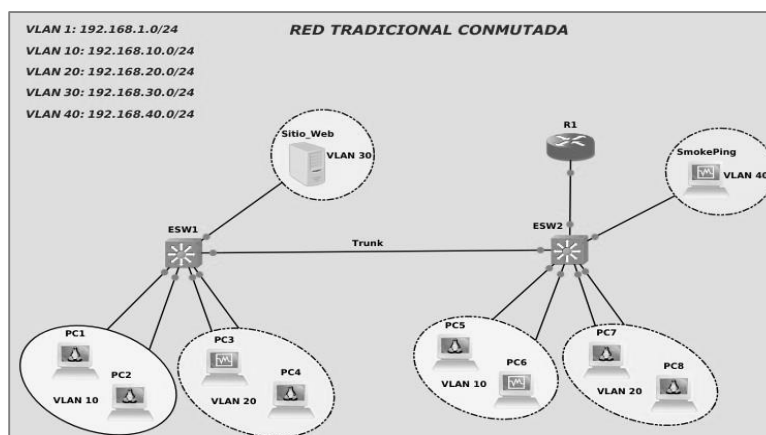 RED TRADICIONAL CONMUTADA
VLAN 1: 192.168.1.0/24
VLAN 10: 192.168.10.0/24
VLAN 20: 192.168.20.0/24
VLAN 30: 192.168.30.0/24
VLAN 40: 192.168.40.0/24
Sitio_Web
VLAN 30
R1
SmokePing
VLAN 40
ESW1
Trunk
ESW2
PC1
PC2
VLAN 10
PC3
PC4
VLAN 20
PC5
PC6
VLAN 10
PC7
PC8
VLAN 20